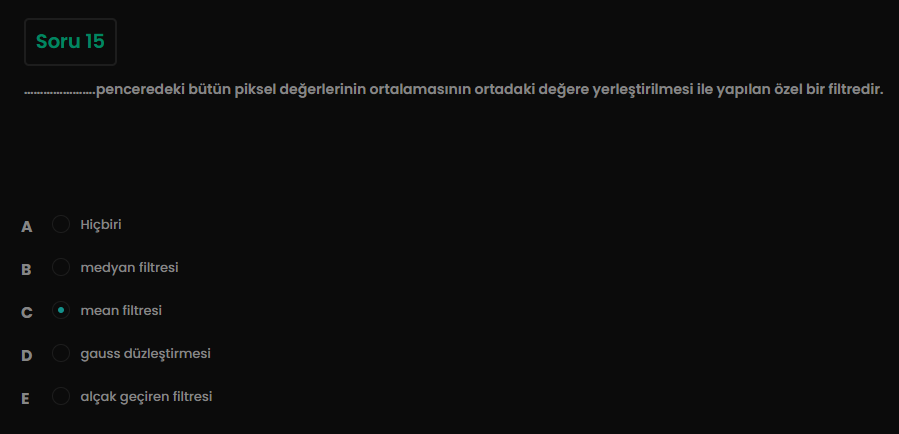 Soru 15
......................penceredeki bütün piksel değerlerinin ortalamasının ortadaki değere yerleştirilmesi ile yapılan özel bir filtredir.
A Hiçbiri
B medyan filtresi
C mean filtresi
D gauss düzleştirmesi
E alçak geçiren filtresi